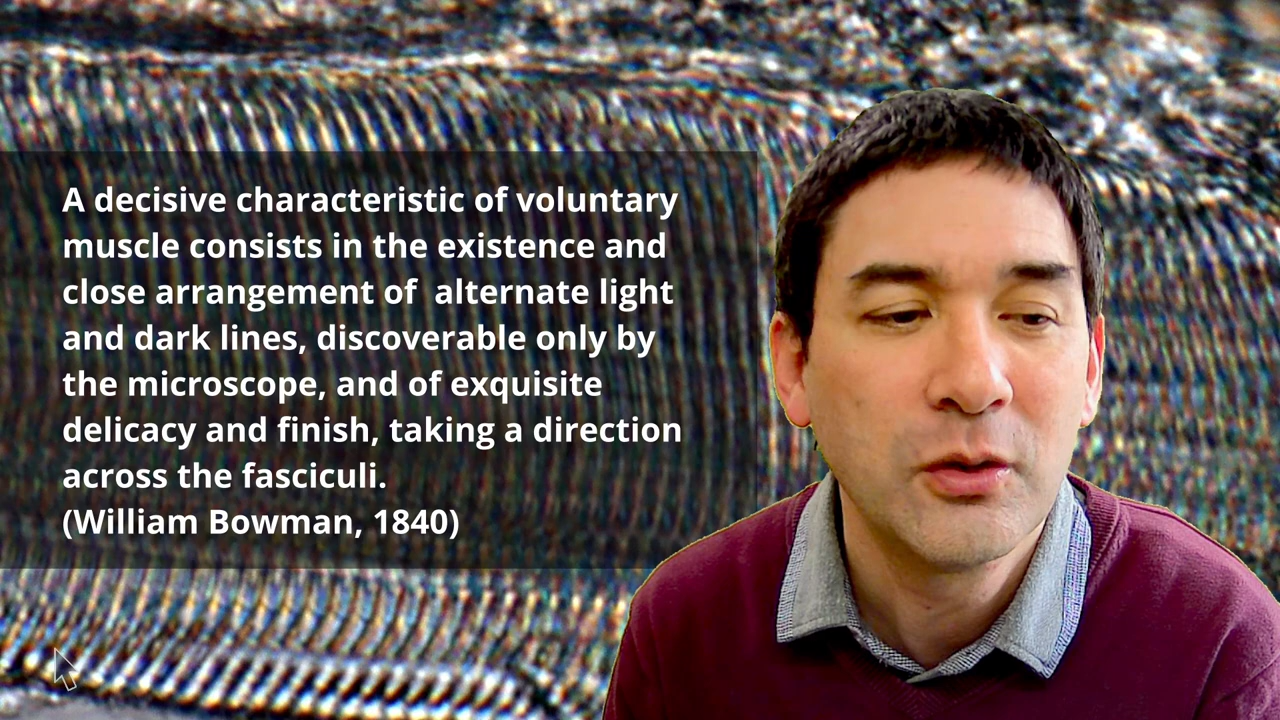 A decisive characteristic of voluntary
muscle consists in the existence and
close arrangement of  alternate light
and dark lines, discoverable only by
the microscope, and of exquisite
delicacy and finish, taking a direction
across the fasciculi.
(William Bowman, 1840)